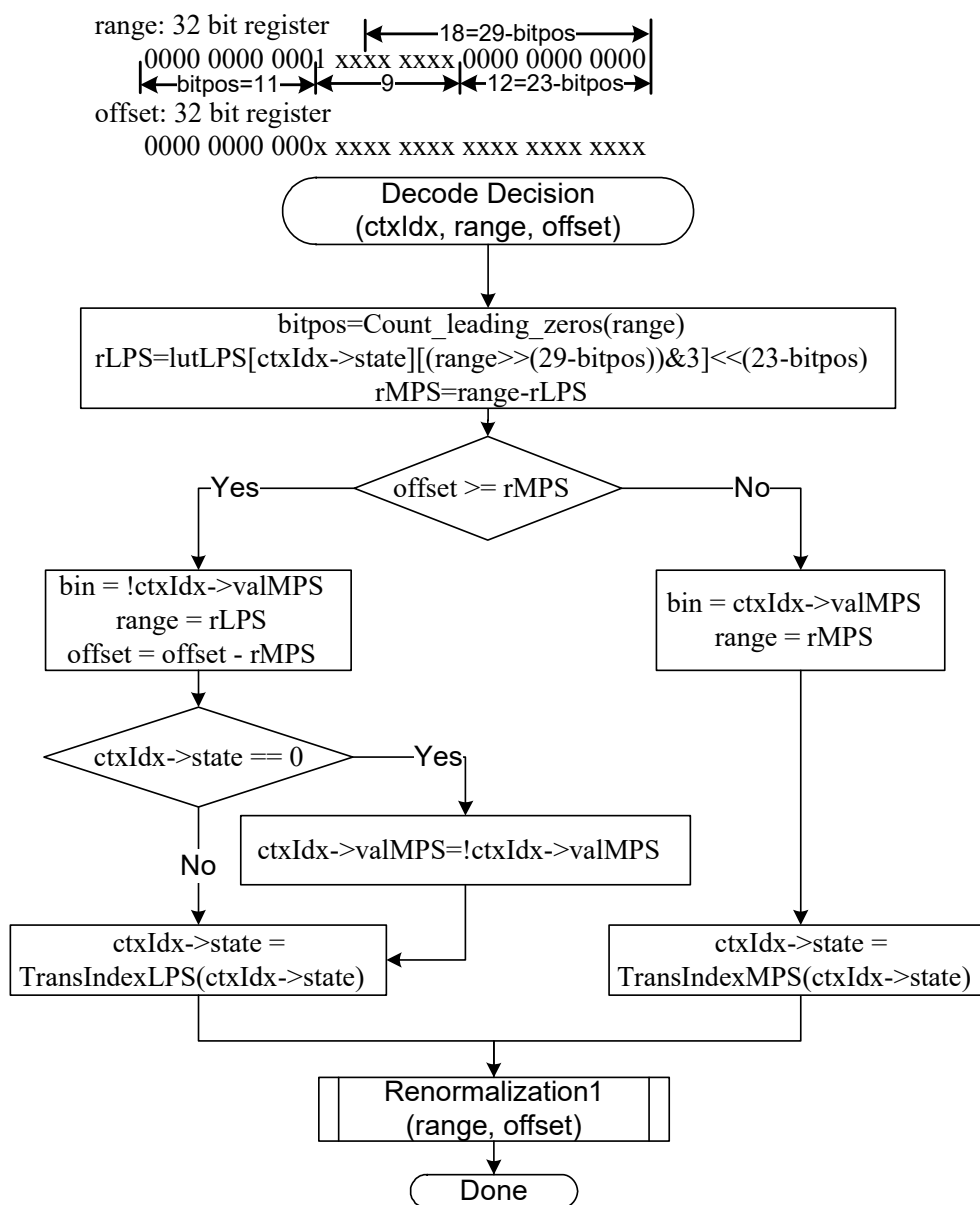 range: 32 bit register
18=29-bitpos
0000 0000 0001 xxxx xxxx 0000 0000 0000
bitpos=11
9
12=23-bitpos
offset: 32 bit register
0000 0000 000x xxxx xxxx xxxx xxxx xxxx
Decode Decision
(ctxIdx, range, offset)
bitpos=Count_leading_zeros(range)
rLPS=lutLPS[ctxIdx->state][(range>>(29-bitpos))&3]<<(23-bitpos)
rMPS=range-rLPS
offset >= rMPS
Yes
No
bin = !ctxIdx->valMPS
range = rLPS
offset = offset - rMPS
bin = ctxIdx->valMPS
range = rMPS
ctxIdx->state == 0
Yes
No
ctxIdx->valMPS=!ctxIdx->valMPS
ctxIdx->state =
TransIndexLPS(ctxIdx->state)
ctxIdx->state =
TransIndexMPS(ctxIdx->state)
Renormalization1
(range, offset)
Done